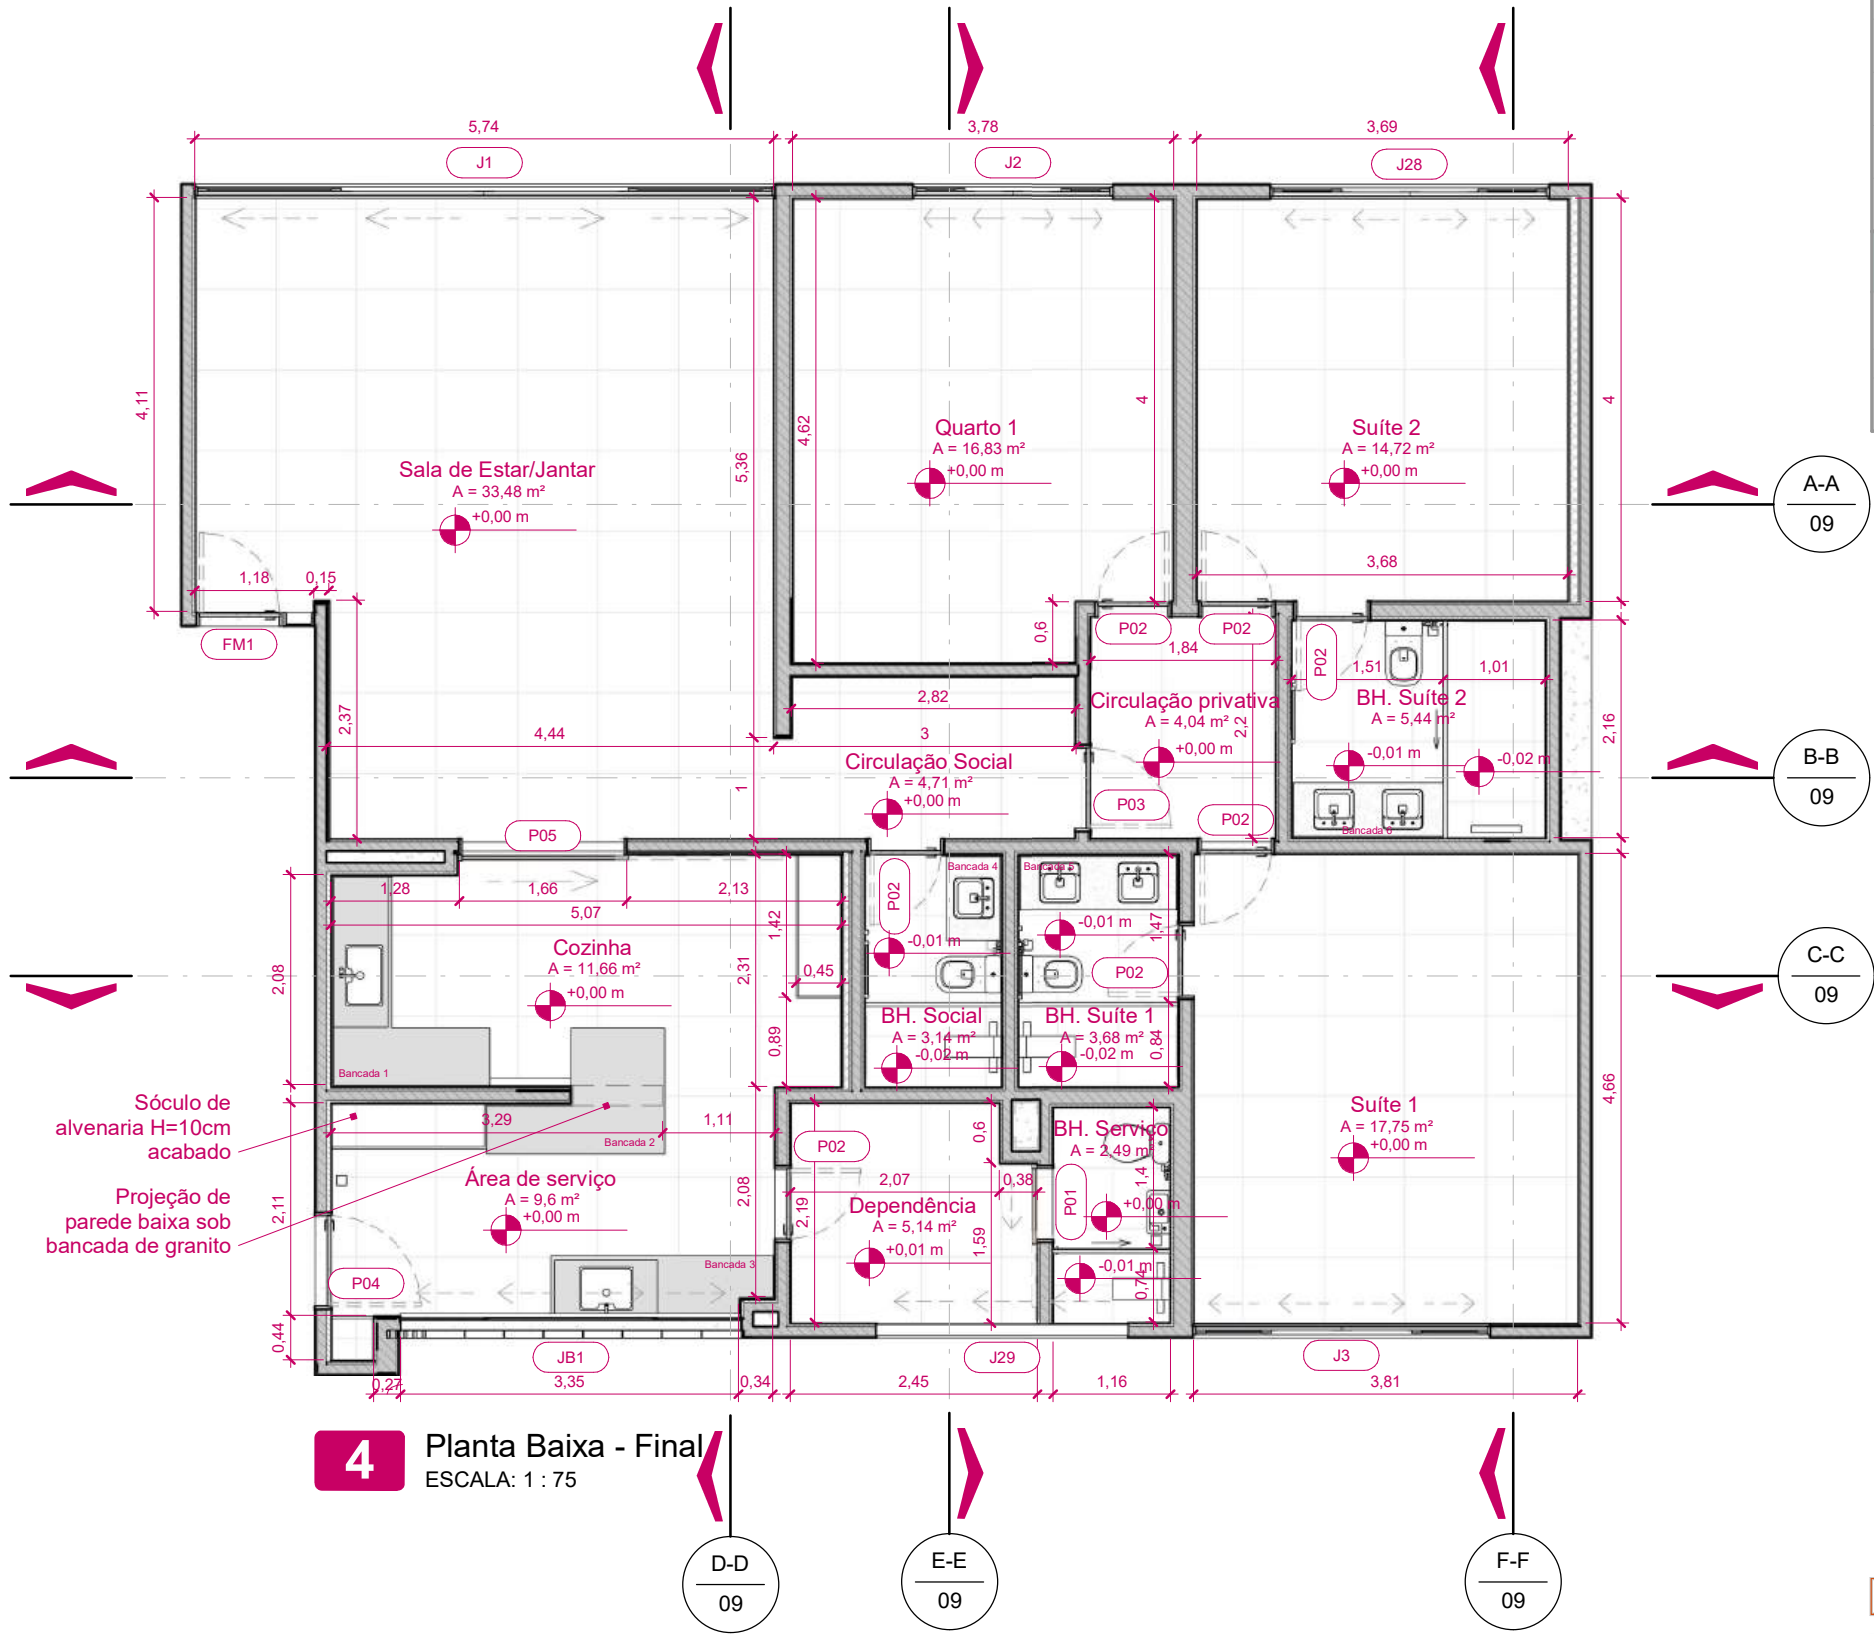 5,74
3,78
3,69
J1
J2
J28
4,11
4,62
5,36
4
4
Quarto 1
A = 16,83 m²
+0,00 m
Suíte 2
A = 14,72 m²
+0,00 m
Sala de Estar/Jantar
A = 33,48 m²
+0,00 m
A-A
09
1,18
0,15
3,68
FM1
0,6
P02
P02
1,84
P02
1,51
1,01
2,37
2,82
Circulação privativa
A = 4,04 m²
+0,00 m
2,2
BH. Suíte 2
A = 5,44 m²
-0,01 m
-0,02 m
2,16
4,44
3
Circulação Social
A = 4,71 m²
+0,00 m
1
B-B
09
P03
P02
Bancada 6
P05
1,28
1,66
2,13
5,07
1,42
P02
Bancada 4
Bancada 5
-0,01 m
-0,01 m
1,47
Cozinha
A = 11,66 m²
+0,00 m
2,08
2,31
0,45
P02
C-C
09
BH. Social
A = 3,14 m²
-0,02 m
BH. Suíte 1
A = 3,68 m²
-0,02 m
0,89
0,84
Bancada 1
4,66
Sóculo de
alvenaria H=10cm
acabado
3,29
1,11
Bancada 2
P02
0,6
BH. Serviço
A = 2,49 m²
1,4
+0,00 m
Suíte 1
A = 17,75 m²
+0,00 m
Projeção de
parede baixa sob
bancada de granito
Área de serviço
A = 9,6 m²
+0,00 m
2,11
2,08
2,19
2,07
0,38
P01
Dependência
A = 5,14 m²
+0,01 m
1,59
-0,01 m
0,74
Bancada 3
P04
0,44
JB1
J29
J3
0,27
3,35
0,34
2,45
1,16
3,81
4
Planta Baixa - Final
ESCALA: 1 : 75
D-D
09
E-E
09
F-F
09